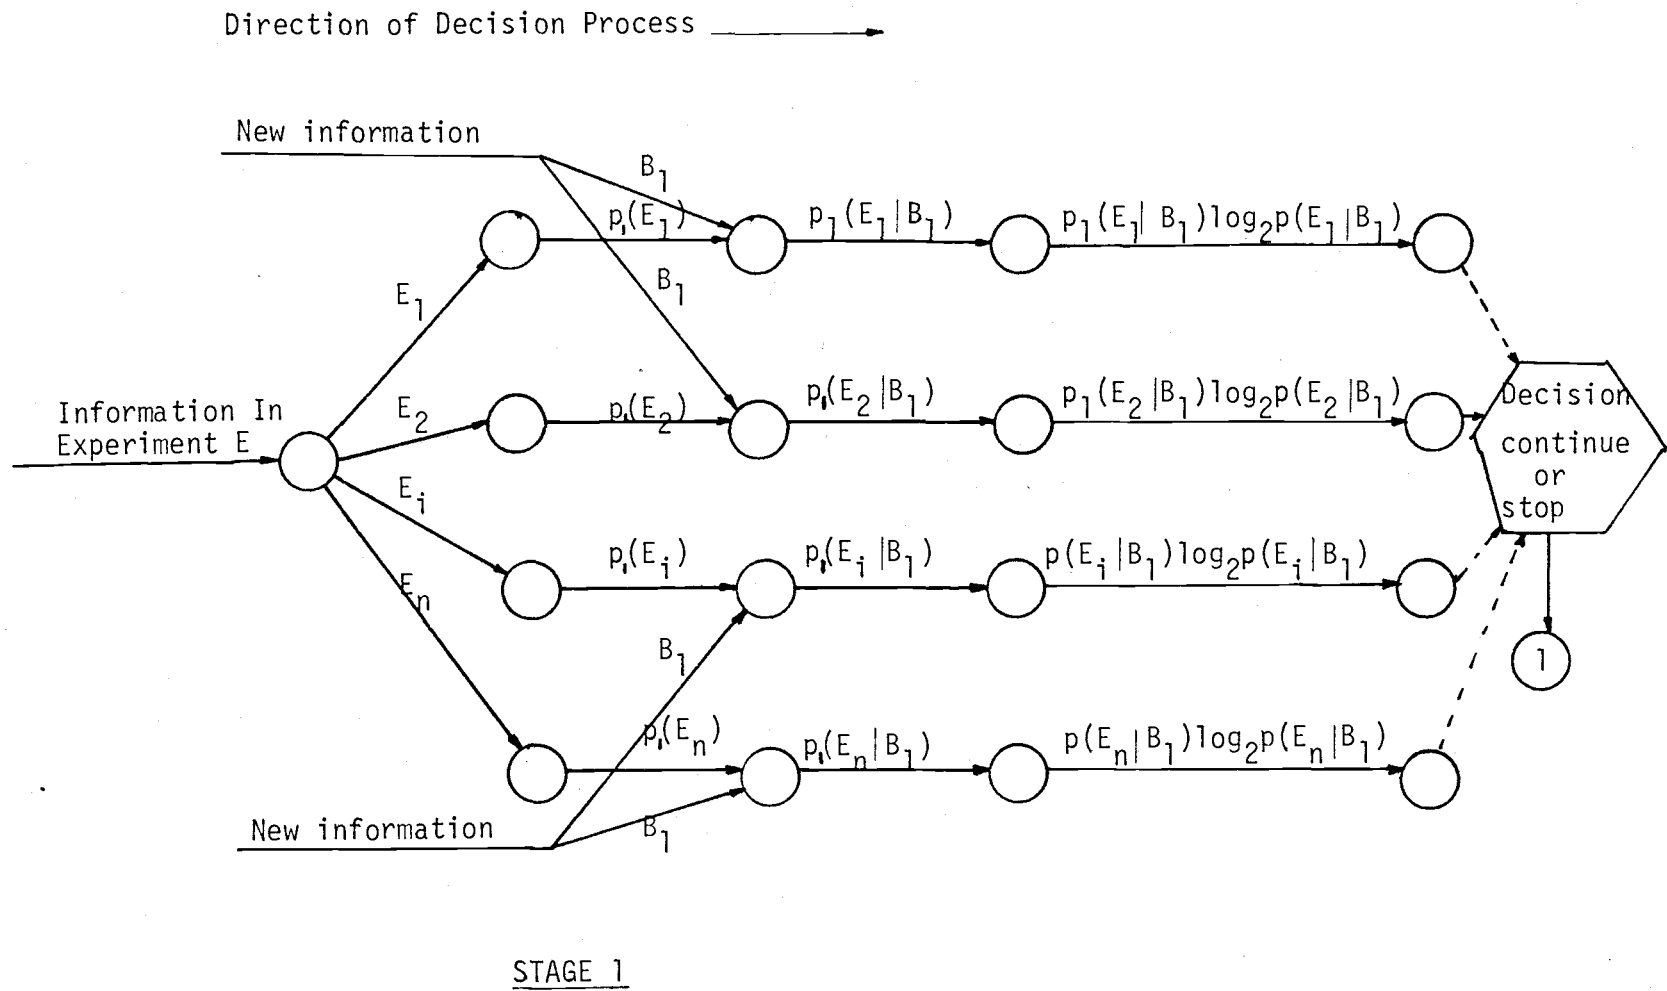 Direction of Decision Process
New information
B₁
p₁(E₁)
p₁(E₁|B₁)
p₁(E₁| B₁)log₂p(E₁|B₁)
B₁
E₁
Information In
Experiment E
E₂
p₁(E₂)
p₁(E₂|B₁)
p₁(E₂|B₁)log₂p(E₂|B₁)
Decision
continue
or
stop
Eᵢ
p₁(Eᵢ)
p₁(Eᵢ|B₁)
p(Eᵢ|B₁)log₂p(Eᵢ|B₁)
Eₙ
B₁
1
p₁(Eₙ)
p₁(Eₙ|B₁)
p(Eₙ|B₁)log₂p(Eₙ|B₁)
New information
B₁
STAGE 1